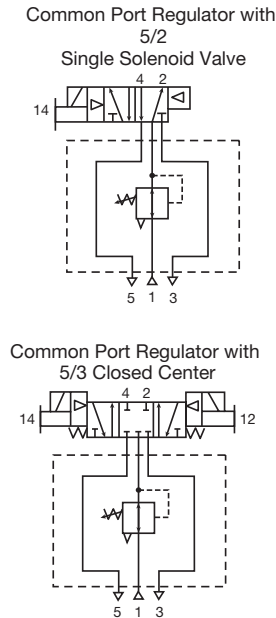 Common Port Regulator with
5/2
Single Solenoid Valve
4 2
14
5 1 3
Common Port Regulator with
5/3 Closed Center
4 2
14 12
5 1 3